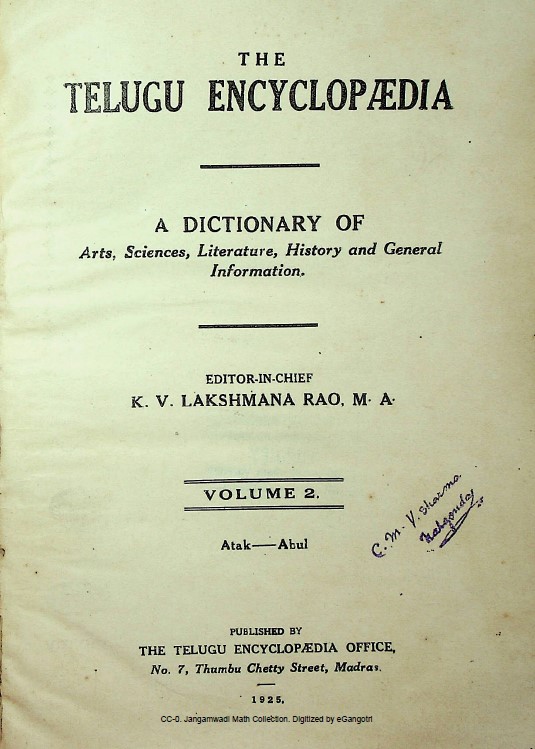 THE
TELUGU ENCYCLOPÆDIA
A DICTIONARY OF
Arts, Sciences, Literature, History and General
Information.
EDITOR-IN-CHIEF
K. V. LAKSHMANA RAO, M. A.
VOLUME 2.
Atak—Abul
C. M. V. Sharma
PUBLISHED BY
THE TELUGU ENCYCLOPÆDIA OFFICE,
No. 7, Thumbu Chetty Street, Madras.
1925.
CC-0. Jangamwadi Math Collection. Digitized by eGangotri